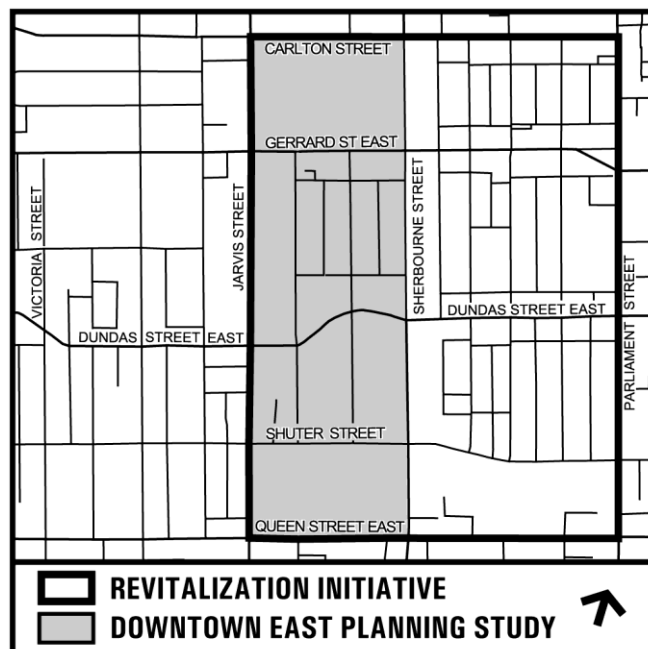 CARLTON STREET
GERRARD ST EAST
VICTORIA STREET
JARVIS STREET
SHERBOURNE STREET
DUNDAS STREET EAST
PARLIAMENT STREET
DUNDAS STREET EAST
SHUTER STREET
QUEEN STREET EAST
REVITALIZATION INITIATIVE
DOWNTOWN EAST PLANNING STUDY